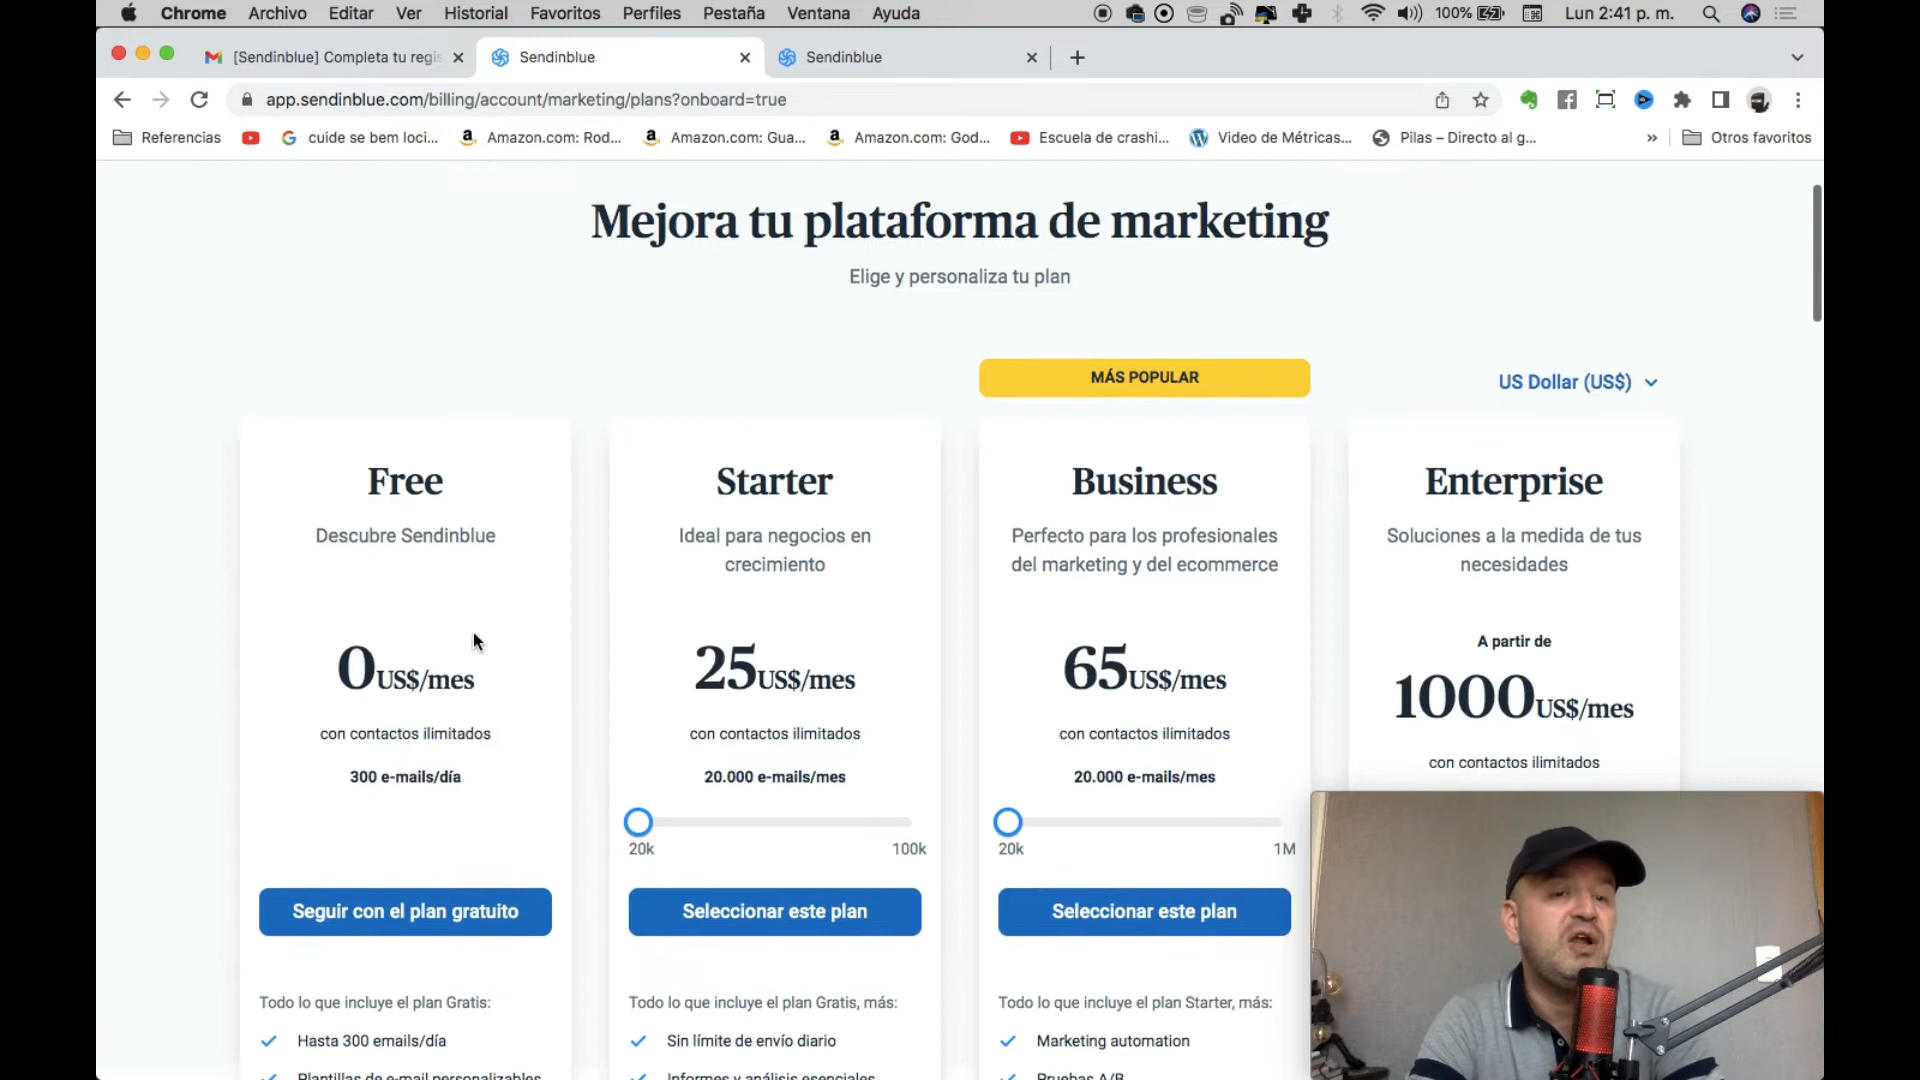 Chrome Archivo Editar Ver Historial Favoritos Perfiles Pestaña Ventana Ayuda 100% Lun 2:41 p. m.
[Sendinblue] Completa tu regis Sendinblue Sendinblue
app.sendinblue.com/billing/account/marketing/plans?onboard=true
Referencias cuide se bem loci... Amazon.com: Rod... Amazon.com: Gua... Amazon.com: God... Escuela de crashi... Video de Métricas... Pilas – Directo al g... » Otros favoritos
Mejora tu plataforma de marketing
Elige y personaliza tu plan
MÁS POPULAR
US Dollar (US$)
Free
Descubre Sendinblue
0US$/mes
con contactos ilimitados
300 e-mails/día
Seguir con el plan gratuito
Todo lo que incluye el plan Gratis:
Hasta 300 emails/día
Plantillas de e-mail personalizables
Starter
Ideal para negocios en
crecimiento
25US$/mes
con contactos ilimitados
20.000 e-mails/mes
20k 100k
Seleccionar este plan
Todo lo que incluye el plan Gratis, más:
Sin límite de envío diario
Informes y análisis esenciales
Business
Perfecto para los profesionales
del marketing y del ecommerce
65US$/mes
con contactos ilimitados
20.000 e-mails/mes
20k 1M
Seleccionar este plan
Todo lo que incluye el plan Starter, más:
Marketing automation
Pruebas A/B
Enterprise
Soluciones a la medida de tus
necesidades
A partir de
1000US$/mes
con contactos ilimitados